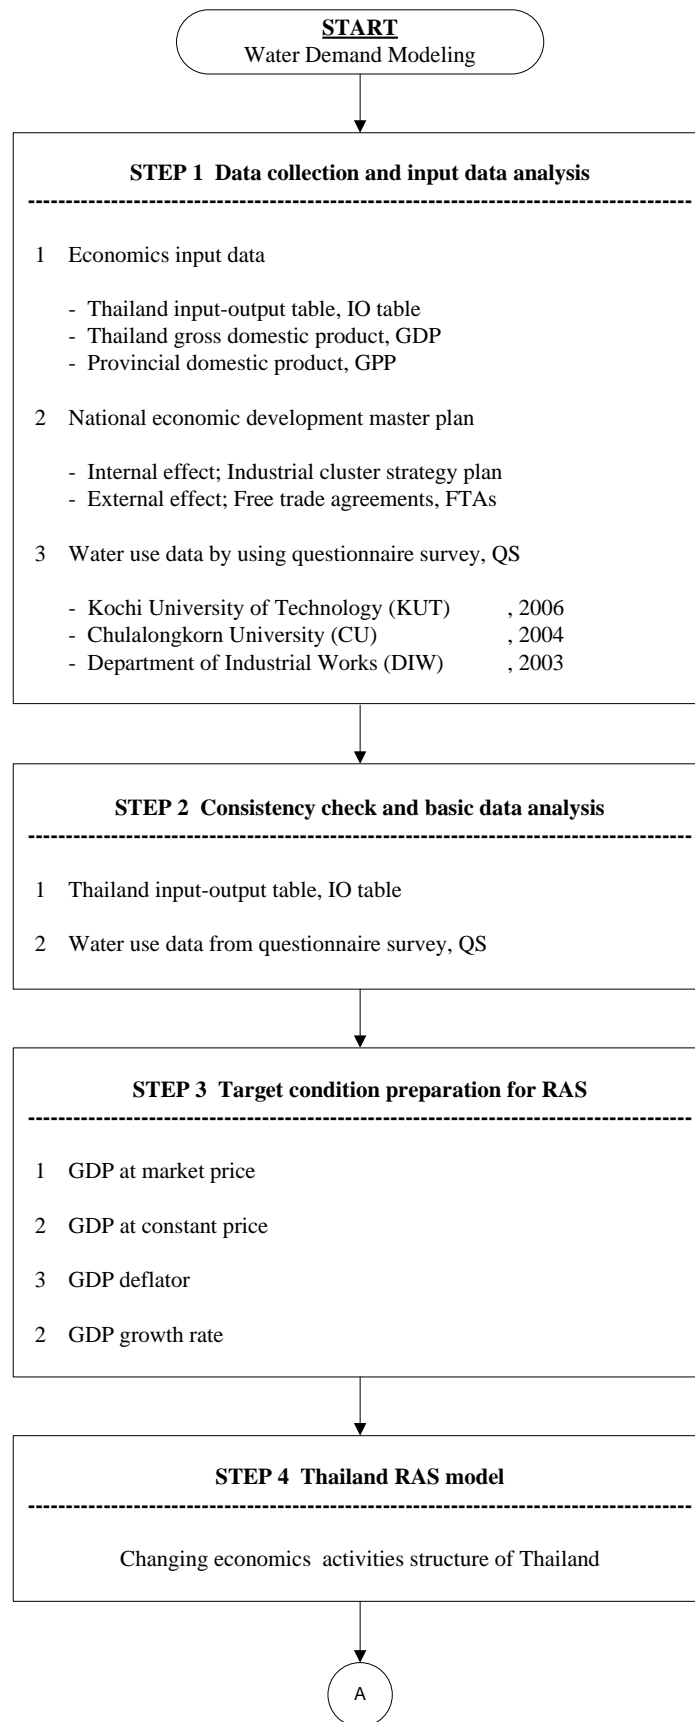 START
Water Demand Modeling
STEP 1 Data collection and input data analysis
1 Economics input data
- Thailand input-output table, IO table
- Thailand gross domestic product, GDP
- Provincial domestic product, GPP
2 National economic development master plan
- Internal effect; Industrial cluster strategy plan
- External effect; Free trade agreements, FTAs
3 Water use data by using questionnaire survey, QS
- Kochi University of Technology (KUT) , 2006
- Chulalongkorn University (CU) , 2004
- Department of Industrial Works (DIW) , 2003
STEP 2 Consistency check and basic data analysis
1 Thailand input-output table, IO table
2 Water use data from questionnaire survey, QS
STEP 3 Target condition preparation for RAS
1 GDP at market price
2 GDP at constant price
3 GDP deflator
2 GDP growth rate
STEP 4 Thailand RAS model
Changing economics activities structure of Thailand
A